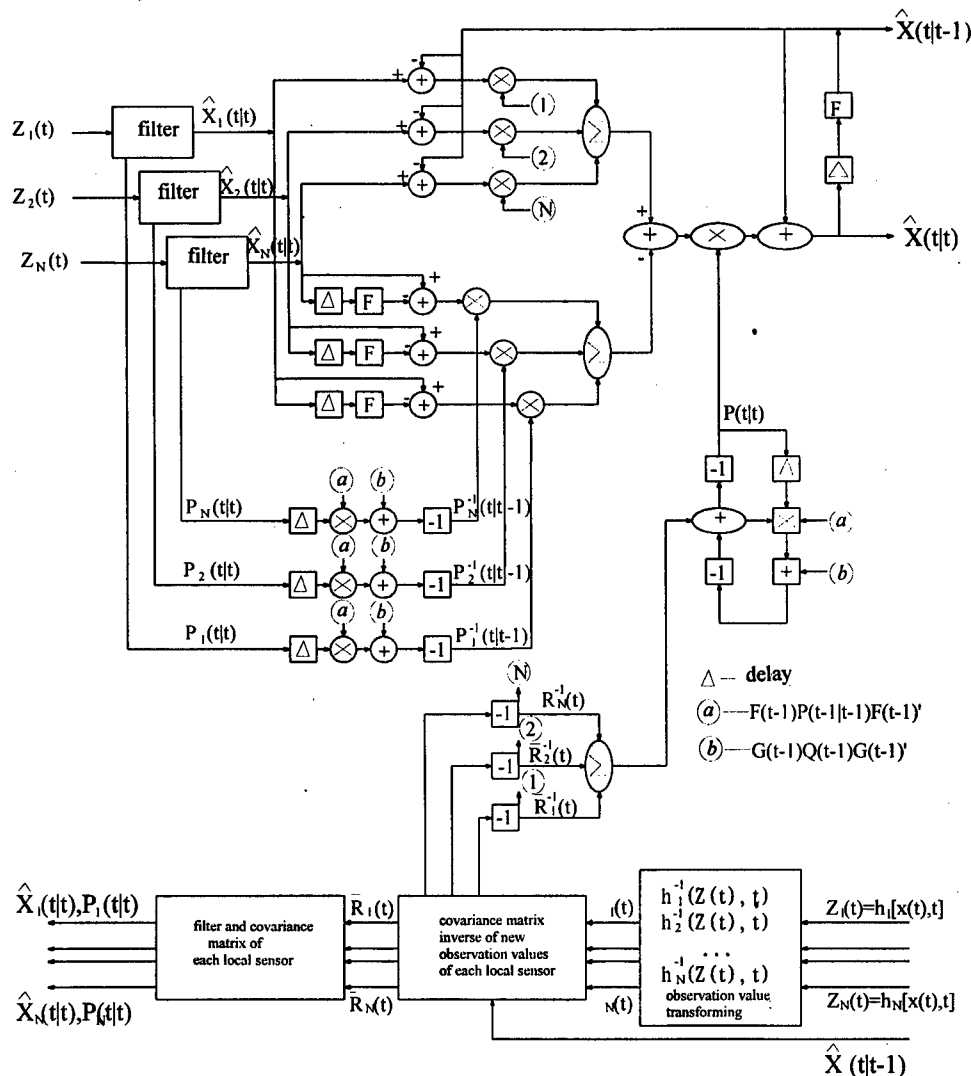 X̂(t|t-1)
Z₁(t) filter X̂₁(t|t)
Z₂(t) filter X̂₂(t|t)
Z_N(t) filter X̂_N(t|t)
- + + × 1
- + + × 2
- + + × N
Σ
F
Δ
+ + -
× +
X̂(t|t)
Δ F - + + ×
Δ F - + + ×
Δ F - + + ×
Σ
P(t|t)
-1 Δ
+ × a
-1 + b
a b
P_N(t|t) Δ × + -1 P_N⁻¹(t|t-1)
a b
P₂(t|t) Δ × + -1 P₂⁻¹(t|t-1)
a b
P₁(t|t) Δ × + -1 P₁⁻¹(t|t-1)
Δ — delay
a ---F(t-1)P(t-1|t-1)F(t-1)'
b ---G(t-1)Q(t-1)G(t-1)'
N
-1 R_N⁻¹(t)
2
-1 R̄₂⁻¹(t)
Σ
1
-1 R̄₁⁻¹(t)
X̂₁(t|t),P₁(t|t)
X̂_N(t|t),P_N(t|t)
filter and covariance
matrix of
each local sensor
R̄₁(t)
R̄_N(t)
covariance matrix
inverse of new
observation values
of each local sensor
₁(t)
_N(t)
h₁⁻¹(Z(t), t)
h₂⁻¹(Z(t), t)
...
h_N⁻¹(Z(t), t)
observation value
transforming
Z₁(t)=h₁[x(t),t]
Z_N(t)=h_N[x(t),t]
X̂(t|t-1)